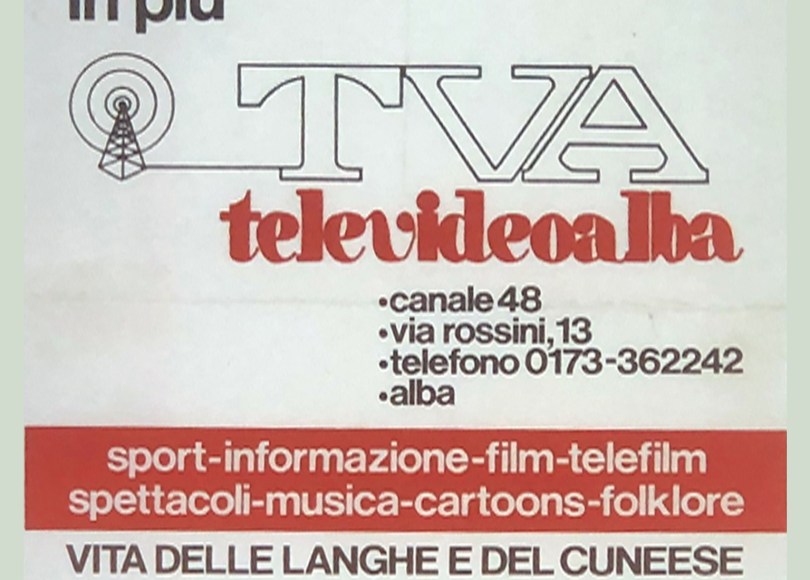 in più
TVA
televideoalba
•canale 48
•via rossini, 13
•telefono 0173-362242
•alba
sport-informazione-film-telefilm
spettacoli-musica-cartoons-folklore
VITA DELLE LANGHE E DEL CUNEESE